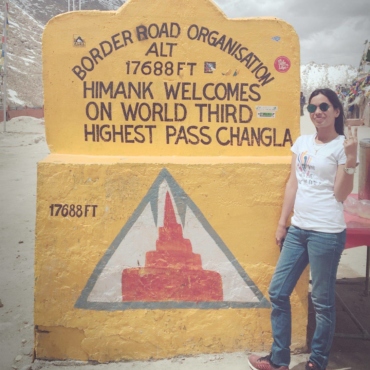 BORDER ROAD ORGANISATION
ALT
17688 FT
HIMANK WELCOMES
ON WORLD THIRD
HIGHEST PASS CHANGLA
17688 FT